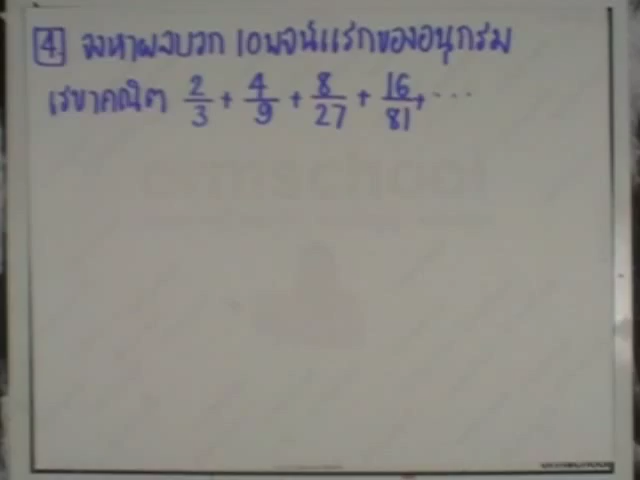 4 จงหาผลบวก 10 พจน์แรกของอนุกรม
เรขาคณิต 2/3 + 4/9 + 8/27 + 16/81 + ...